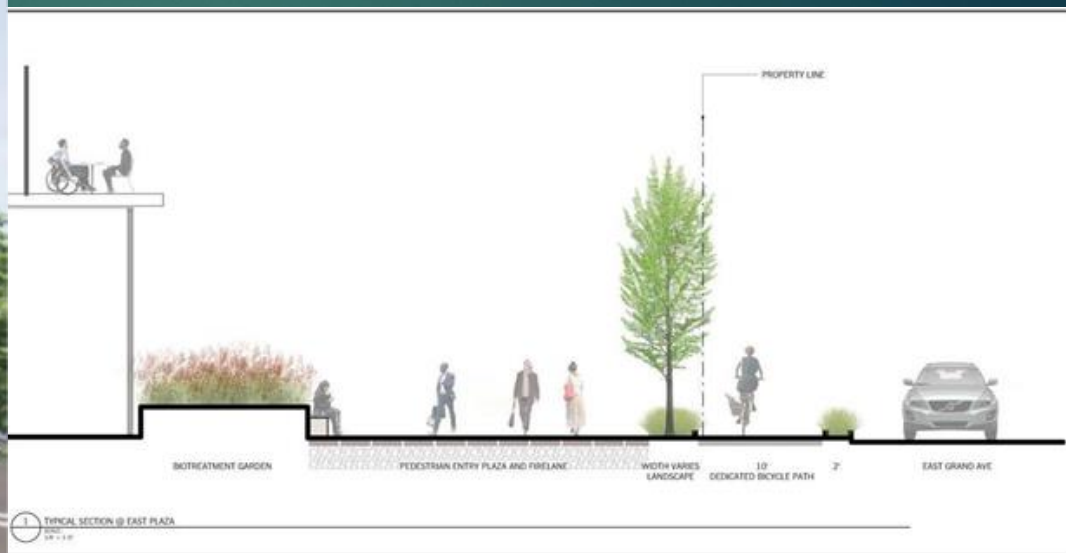 PROPERTY LINE
BIOTREATMENT GARDEN
PEDESTRIAN ENTRY PLAZA AND FIRELANE
WIDTH VARIES
LANDSCAPE
10'
DEDICATED BICYCLE PATH
2'
EAST GRAND AVE
1
TYPICAL SECTION @ EAST PLAZA
SCALE: